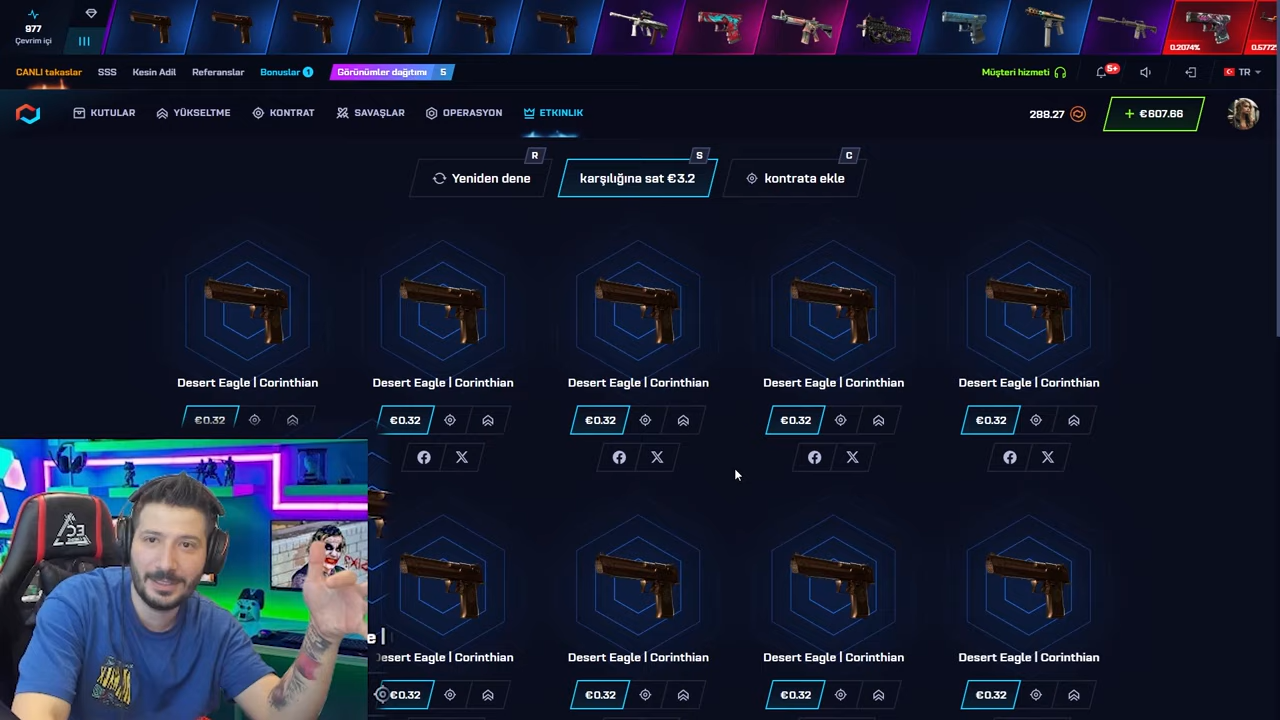 977
Çevrim içi
0.2074%
0.6772%
CANLI takaslar SSS Kesin Adil Referanslar Bonuslar 1 Görünümler dağıtımı 5 Müşteri hizmeti 5+ TR
KUTULAR YÜKSELTME KONTRAT SAVAŞLAR OPERASYON ETKINLIK 288.27 + €607.66
R S C
Yeniden dene karşılığına sat €3.2 kontrata ekle
Desert Eagle | Corinthian Desert Eagle | Corinthian Desert Eagle | Corinthian Desert Eagle | Corinthian Desert Eagle | Corinthian
€0.32 €0.32 €0.32 €0.32 €0.32
e |
Desert Eagle | Corinthian Desert Eagle | Corinthian Desert Eagle | Corinthian Desert Eagle | Corinthian
€0.32 €0.32 €0.32 €0.32